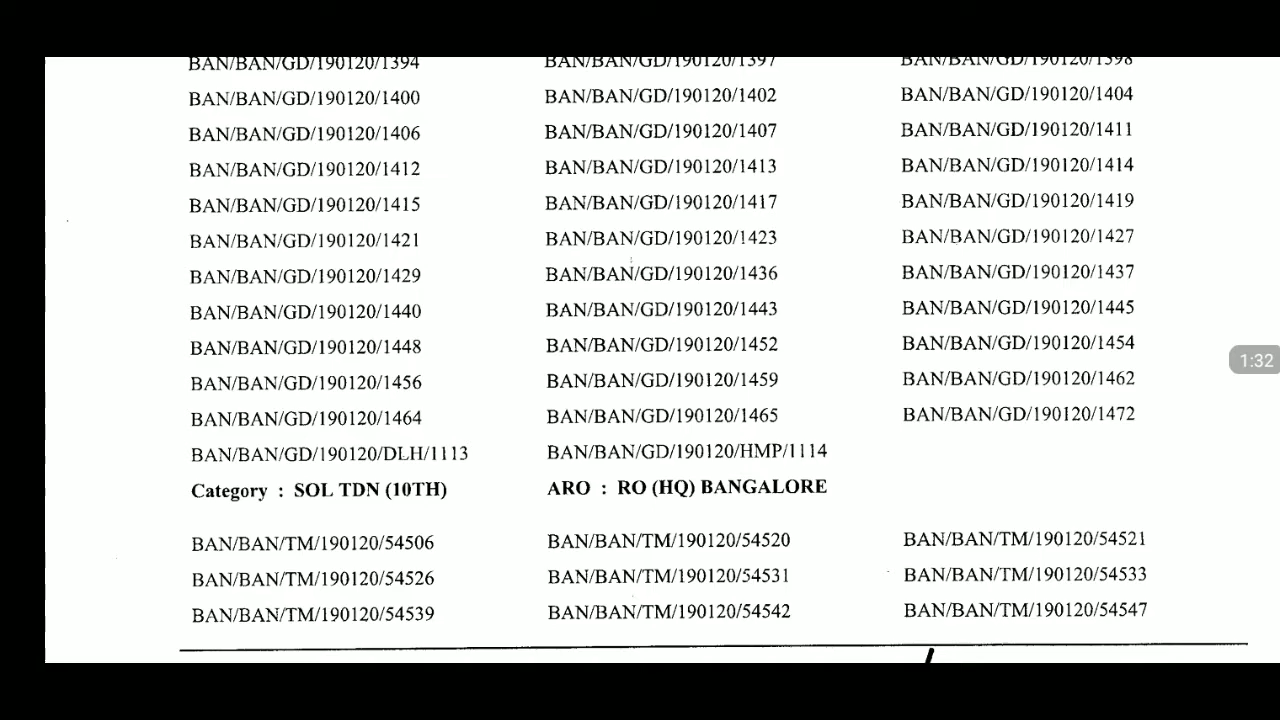 BAN/BAN/GD/190120/1394 BAN/BAN/GD/190120/1397 BAN/BAN/GD/190120/1398
BAN/BAN/GD/190120/1400 BAN/BAN/GD/190120/1402 BAN/BAN/GD/190120/1404
BAN/BAN/GD/190120/1406 BAN/BAN/GD/190120/1407 BAN/BAN/GD/190120/1411
BAN/BAN/GD/190120/1412 BAN/BAN/GD/190120/1413 BAN/BAN/GD/190120/1414
BAN/BAN/GD/190120/1415 BAN/BAN/GD/190120/1417 BAN/BAN/GD/190120/1419
BAN/BAN/GD/190120/1421 BAN/BAN/GD/190120/1423 BAN/BAN/GD/190120/1427
BAN/BAN/GD/190120/1429 BAN/BAN/GD/190120/1436 BAN/BAN/GD/190120/1437
BAN/BAN/GD/190120/1440 BAN/BAN/GD/190120/1443 BAN/BAN/GD/190120/1445
BAN/BAN/GD/190120/1448 BAN/BAN/GD/190120/1452 BAN/BAN/GD/190120/1454
BAN/BAN/GD/190120/1456 BAN/BAN/GD/190120/1459 BAN/BAN/GD/190120/1462
BAN/BAN/GD/190120/1464 BAN/BAN/GD/190120/1465 BAN/BAN/GD/190120/1472
BAN/BAN/GD/190120/DLH/1113 BAN/BAN/GD/190120/HMP/1114
Category : SOL TDN (10TH) ARO : RO (HQ) BANGALORE
BAN/BAN/TM/190120/54506 BAN/BAN/TM/190120/54520 BAN/BAN/TM/190120/54521
BAN/BAN/TM/190120/54526 BAN/BAN/TM/190120/54531 BAN/BAN/TM/190120/54533
BAN/BAN/TM/190120/54539 BAN/BAN/TM/190120/54542 BAN/BAN/TM/190120/54547
1:32